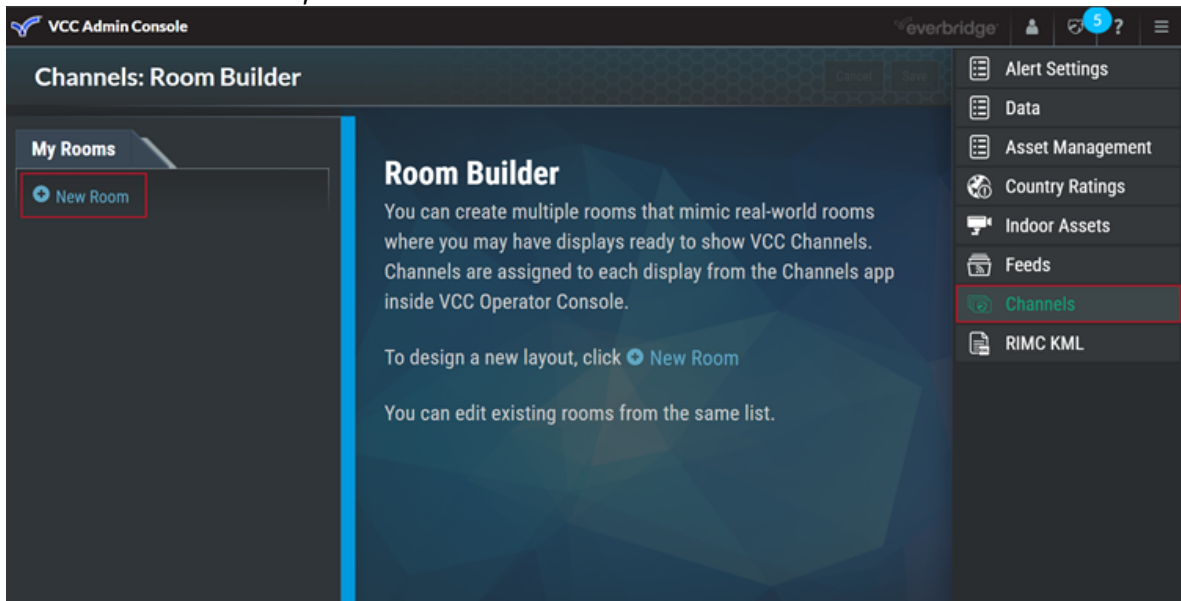 VCC Admin Console
everbridge
5
?
Channels: Room Builder
Cancel
Save
My Rooms
New Room
Room Builder
You can create multiple rooms that mimic real-world rooms
where you may have displays ready to show VCC Channels.
Channels are assigned to each display from the Channels app
inside VCC Operator Console.
To design a new layout, click New Room
You can edit existing rooms from the same list.
Alert Settings
Data
Asset Management
Country Ratings
Indoor Assets
Feeds
Channels
RIMC KML